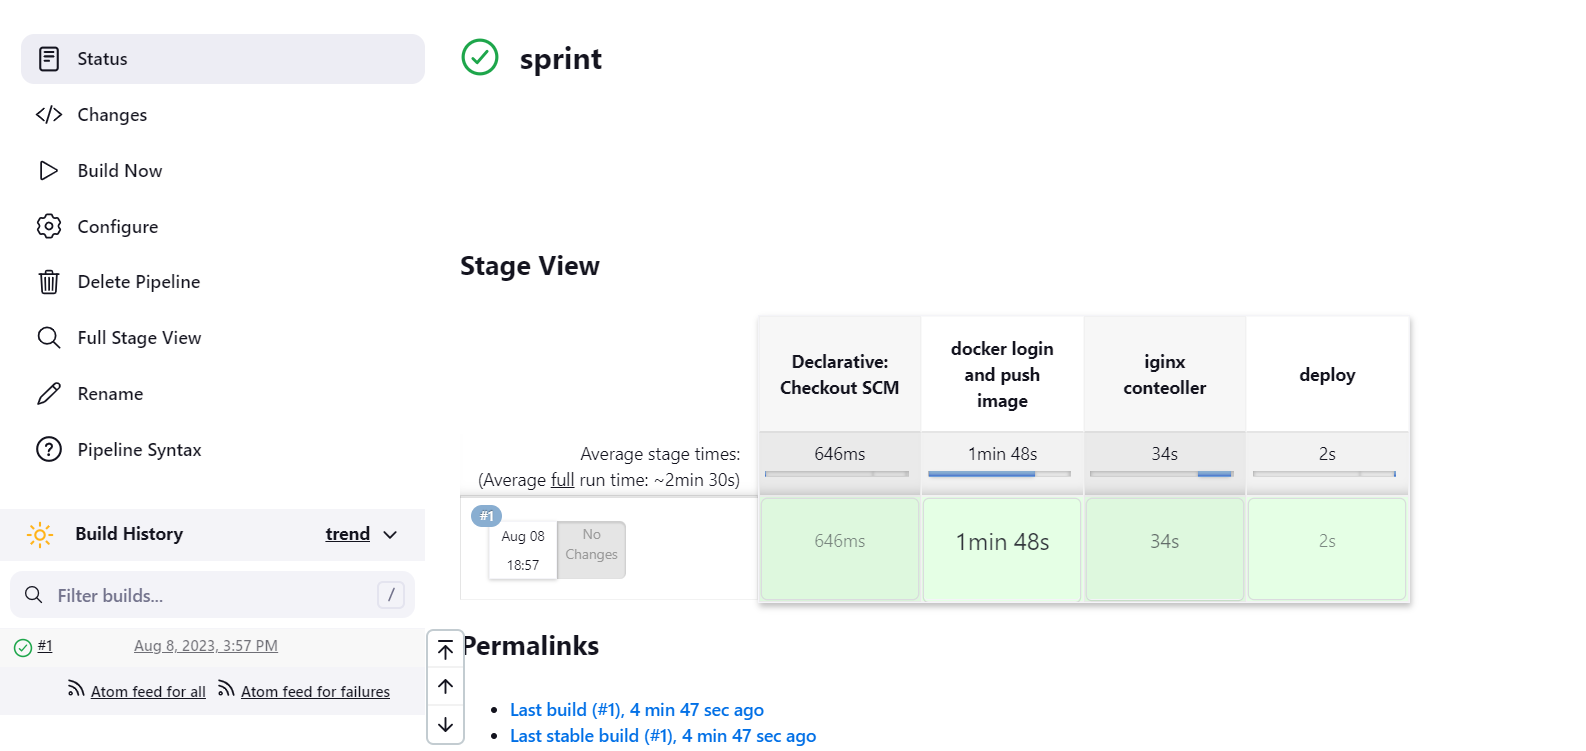 Status
Changes
Build Now
Configure
Delete Pipeline
Full Stage View
Rename
Pipeline Syntax
Build History
trend
Filter builds...
/
#1
Aug 8, 2023, 3:57 PM
Atom feed for all
Atom feed for failures
sprint
Stage View
Declarative:
Checkout SCM
docker login
and push
image
iginx
conteoller
deploy
Average stage times:
(Average full run time: ~2min 30s)
646ms
1min 48s
34s
2s
#1
Aug 08
18:57
No
Changes
646ms
1min 48s
34s
2s
Permalinks
Last build (#1), 4 min 47 sec ago
Last stable build (#1), 4 min 47 sec ago